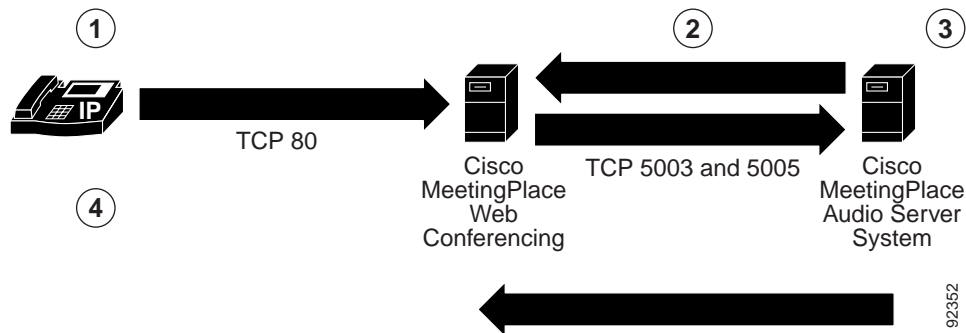 1
2
3
IP
TCP 80
TCP 5003 and 5005
Cisco
MeetingPlace
Web
Conferencing
Cisco
MeetingPlace
Audio Server
System
4
92352